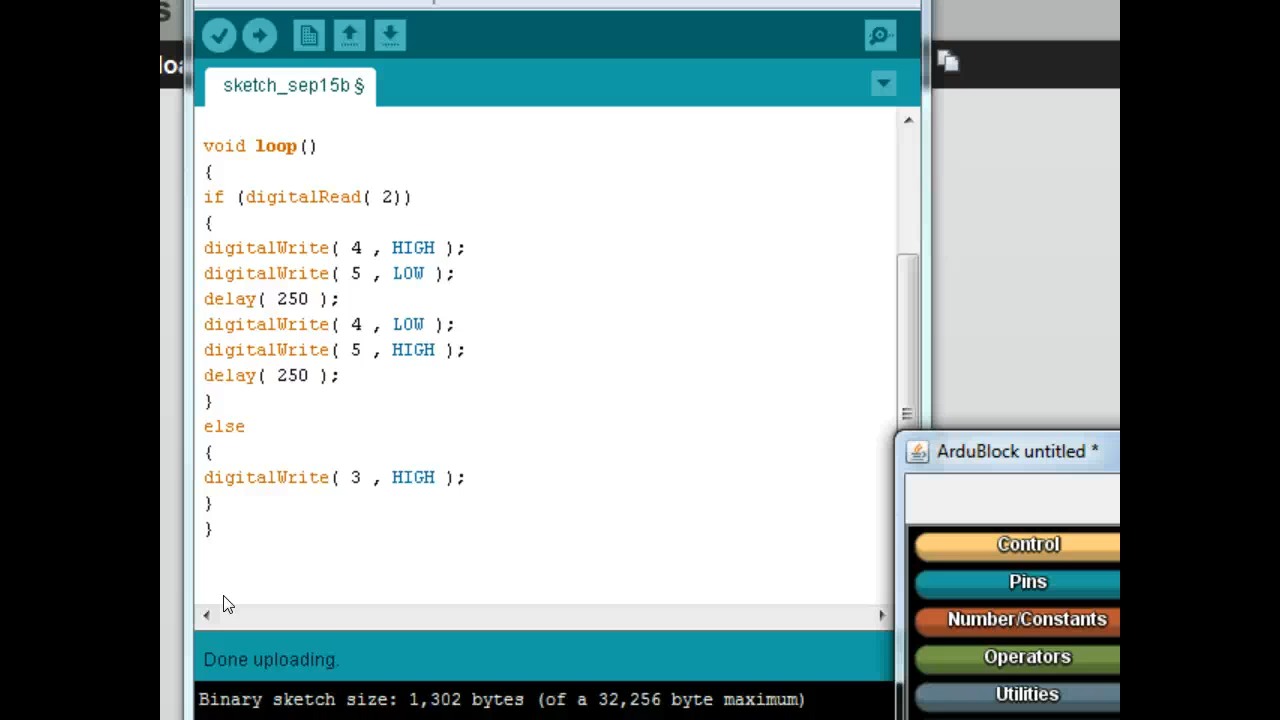 loa
sketch_sep15b §
void loop()
{
if (digitalRead( 2))
{
digitalWrite( 4 , HIGH );
digitalWrite( 5 , LOW );
delay( 250 );
digitalWrite( 4 , LOW );
digitalWrite( 5 , HIGH );
delay( 250 );
}
else
{
digitalWrite( 3 , HIGH );
}
}
ArduBlock untitled *
Control
Pins
Number/Constants
Operators
Utilities
Done uploading.
Binary sketch size: 1,302 bytes (of a 32,256 byte maximum)